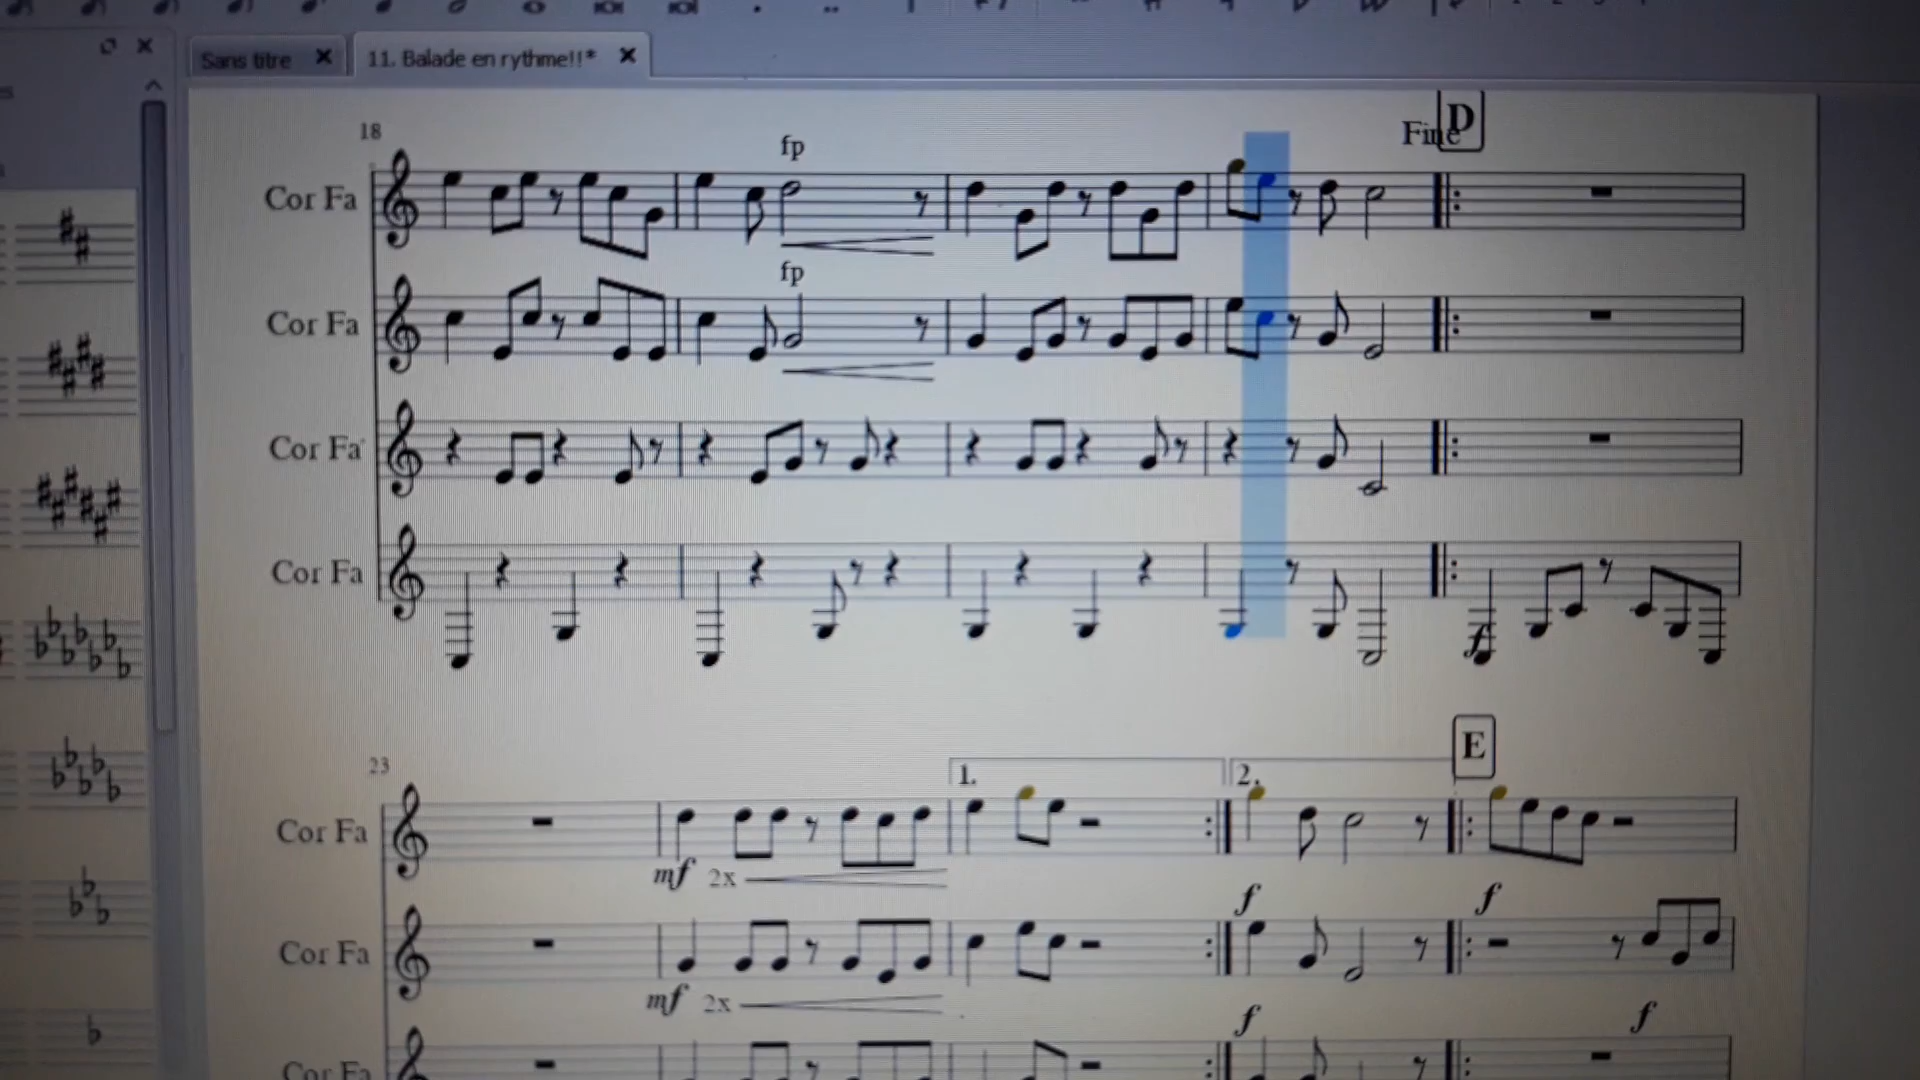 Sans titre
11. Balade en rythme!!*
18
fp
Fine
D
Cor Fa
fp
Cor Fa
Cor Fa
Cor Fa
f
23
1.
2.
E
Cor Fa
mf 2x
f
f
Cor Fa
mf 2x
f
f
Cor Fa